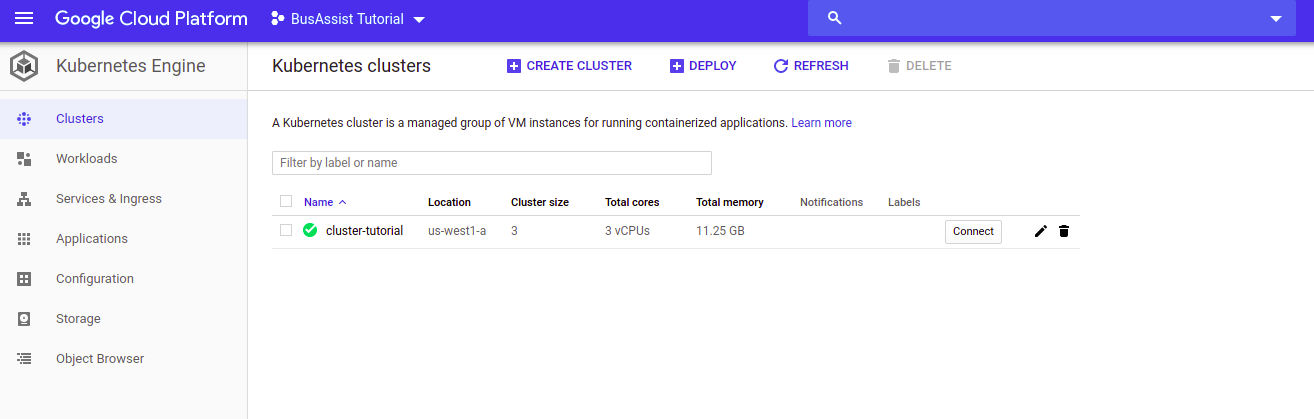 Google Cloud Platform BusAssist Tutorial
Kubernetes Engine
Clusters
Workloads
Services & Ingress
Applications
Configuration
Storage
Object Browser
Kubernetes clusters CREATE CLUSTER DEPLOY REFRESH DELETE
A Kubernetes cluster is a managed group of VM instances for running containerized applications. Learn more
Filter by label or name
Name Location Cluster size Total cores Total memory Notifications Labels
cluster-tutorial us-west1-a 3 3 vCPUs 11.25 GB Connect